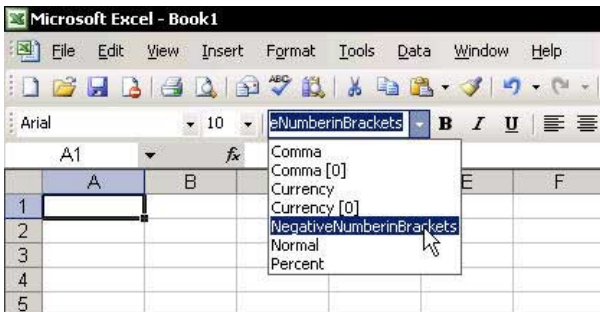 Microsoft Excel - Book1
File Edit View Insert Format Tools Data Window Help
ABC
Arial 10 eNumberinBrackets B I U
A1 fx
Comma
Comma [0]
Currency
Currency [0]
NegativeNumberinBrackets
Normal
Percent
A B E F
1
2
3
4
5